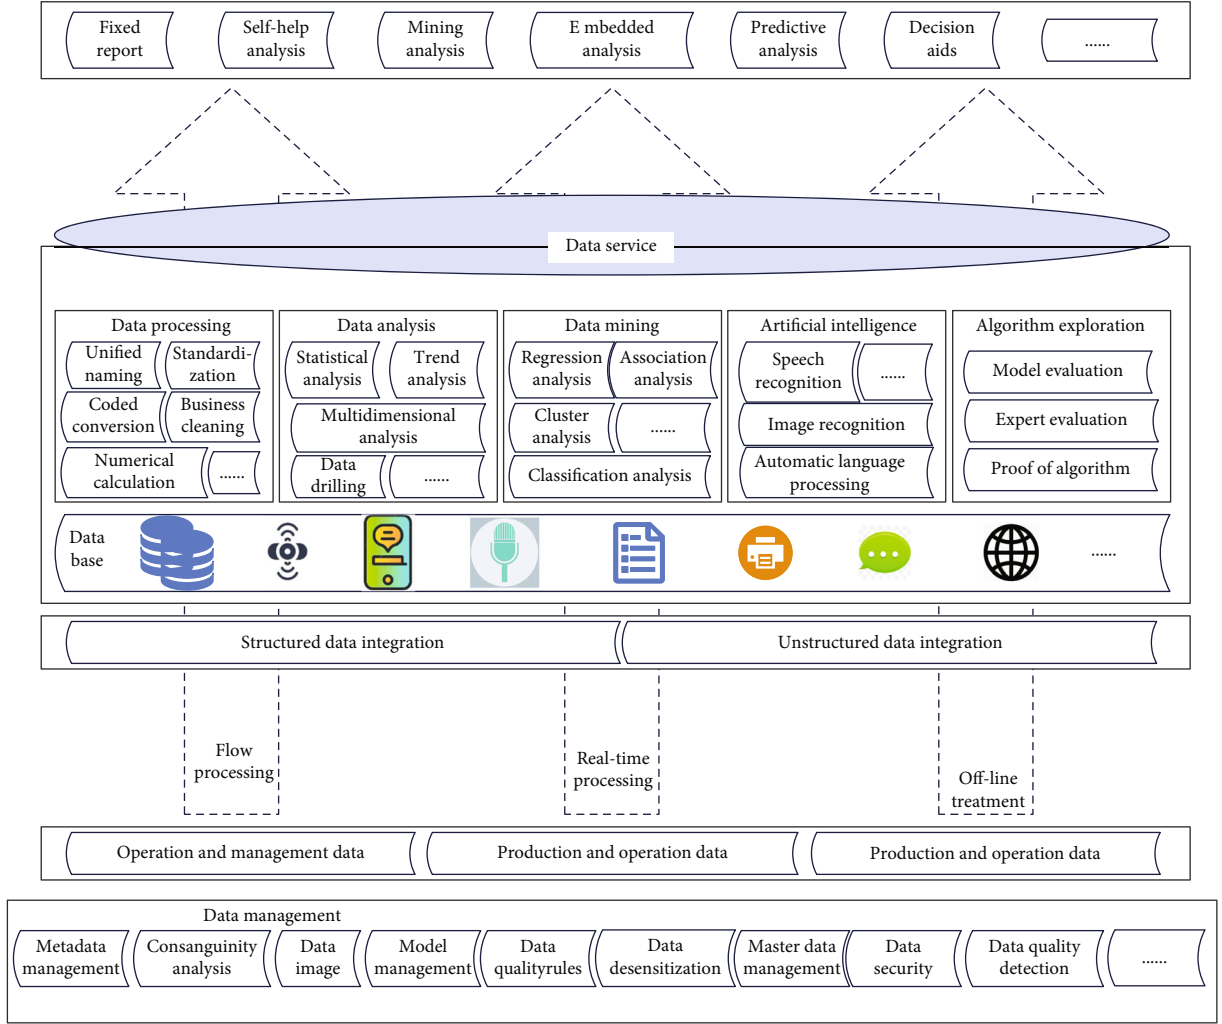 Fixed
report
Self-help
analysis
Mining
analysis
E mbedded
analysis
Predictive
analysis
Decision
aids
......
Data service
Data processing
Unified
naming
Standardi-
zation
Coded
conversion
Business
cleaning
Numerical
calculation
......
Data analysis
Statistical
analysis
Trend
analysis
Multidimensional
analysis
Data
drilling
......
Data mining
Regression
analysis
Association
analysis
Cluster
analysis
......
Classification analysis
Artificial intelligence
Speech
recognition
......
Image recognition
Automatic language
processing
Algorithm exploration
Model evaluation
Expert evaluation
Proof of algorithm
Data
base
......
Structured data integration
Unstructured data integration
Flow
processing
Real-time
processing
Off-line
treatment
Operation and management data
Production and operation data
Production and operation data
Data management
Metadata
management
Consanguinity
analysis
Data
image
Model
management
Data
qualityrules
Data
desensitization
Master data
management
Data
security
Data quality
detection
......